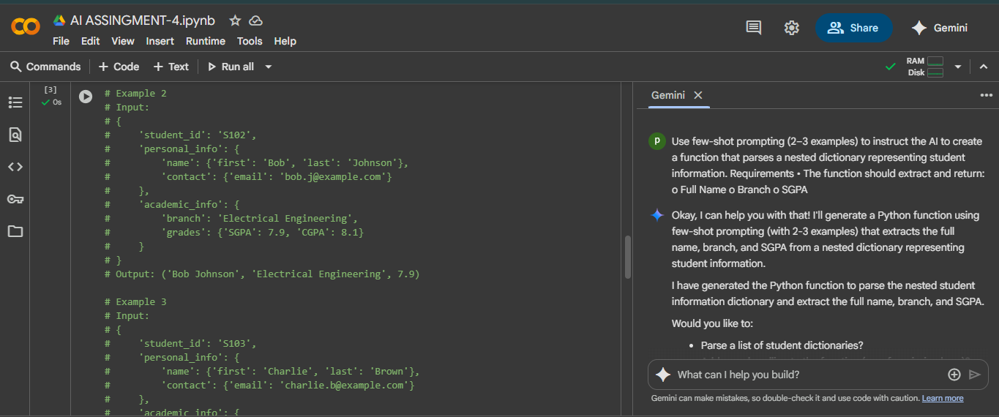 AI ASSINGMENT-4.ipynb
File Edit View Insert Runtime Tools Help
Share
Gemini
Commands + Code + Text Run all
RAM
Disk
[3]
0s
# Example 2
# Input:
# {
#     'student_id': 'S102',
#     'personal_info': {
#         'name': {'first': 'Bob', 'last': 'Johnson'},
#         'contact': {'email': 'bob.j@example.com'}
#     },
#     'academic_info': {
#         'branch': 'Electrical Engineering',
#         'grades': {'SGPA': 7.9, 'CGPA': 8.1}
#     }
# }
# Output: ('Bob Johnson', 'Electrical Engineering', 7.9)
# Example 3
# Input:
# {
#     'student_id': 'S103',
#     'personal_info': {
#         'name': {'first': 'Charlie', 'last': 'Brown'},
#         'contact': {'email': 'charlie.b@example.com'}
#     },
#     'academic_info': {
Gemini
p
Use few-shot prompting (2–3 examples) to instruct the AI to create
a function that parses a nested dictionary representing student
information. Requirements • The function should extract and return:
o Full Name o Branch o SGPA
Okay, I can help you with that! I'll generate a Python function using
few-shot prompting (with 2-3 examples) that extracts the full
name, branch, and SGPA from a nested dictionary representing
student information.
I have generated the Python function to parse the nested student
information dictionary and extract the full name, branch, and SGPA.
Would you like to:
• Parse a list of student dictionaries?
What can I help you build?
Gemini can make mistakes, so double-check it and use code with caution. Learn more